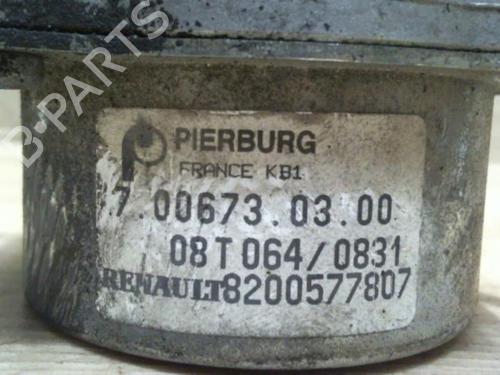 B-PARTS
PIERBURG
FRANCE KB1
7.00673.03.00
08T064/0831
RENAULT8200577807